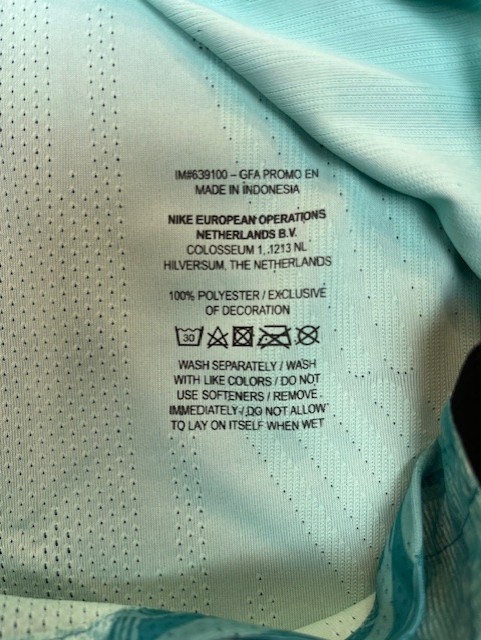 IM#639100 – GFA PROMO EN
MADE IN INDONESIA
NIKE EUROPEAN OPERATIONS
NETHERLANDS B.V.
COLOSSEUM 1, 1213 NL
HILVERSUM, THE NETHERLANDS
100% POLYESTER / EXCLUSIVE
OF DECORATION
30
WASH SEPARATELY / WASH
WITH LIKE COLORS / DO NOT
USE SOFTENERS / REMOVE
IMMEDIATELY / DO NOT ALLOW
TO LAY ON ITSELF WHEN WET